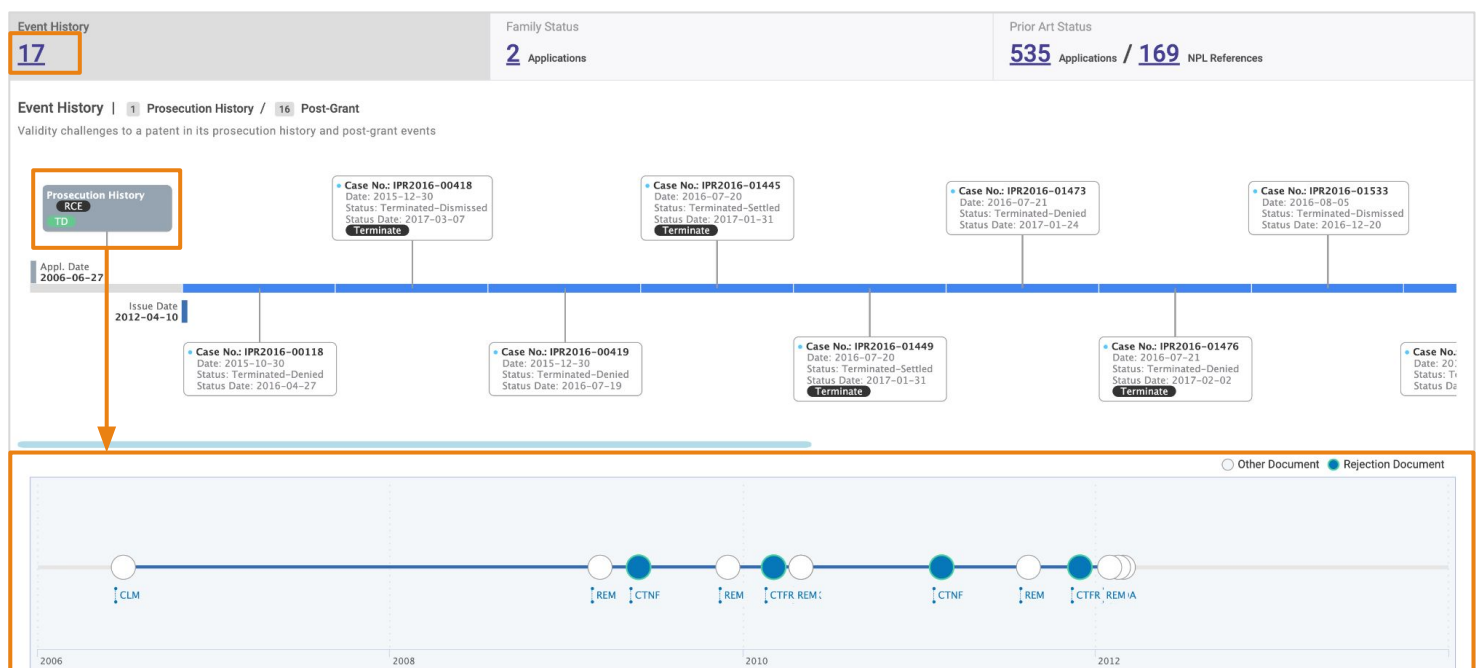 Event History
17
Family Status
2 Applications
Prior Art Status
535 Applications / 169 NPL References
Event History | 1 Prosecution History / 16 Post-Grant
Validity challenges to a patent in its prosecution history and post-grant events
Prosecution History
RCE
TD
Case No.: IPR2016-00418
Date: 2015-12-30
Status: Terminated-Dismissed
Status Date: 2017-03-07
Terminate
Case No.: IPR2016-01445
Date: 2016-07-20
Status: Terminated-Settled
Status Date: 2017-01-31
Terminate
Case No.: IPR2016-01473
Date: 2016-07-21
Status: Terminated-Denied
Status Date: 2017-01-24
Case No.: IPR2016-01533
Date: 2016-08-05
Status: Terminated-Dismissed
Status Date: 2016-12-20
Appl. Date
2006-06-27
Issue Date
2012-04-10
Case No.: IPR2016-00118
Date: 2015-10-30
Status: Terminated-Denied
Status Date: 2016-04-27
Case No.: IPR2016-00419
Date: 2015-12-30
Status: Terminated-Denied
Status Date: 2016-07-19
Case No.: IPR2016-01449
Date: 2016-07-20
Status: Terminated-Settled
Status Date: 2017-01-31
Terminate
Case No.: IPR2016-01476
Date: 2016-07-21
Status: Terminated-Denied
Status Date: 2017-02-02
Terminate
Case No.:
Date:
Status:
Status
Other Document
Rejection Document
CLM
REM
CTNF
REM
CTFR
REM
CTNF
REM
CTFR
REM
2006
2008
2010
2012